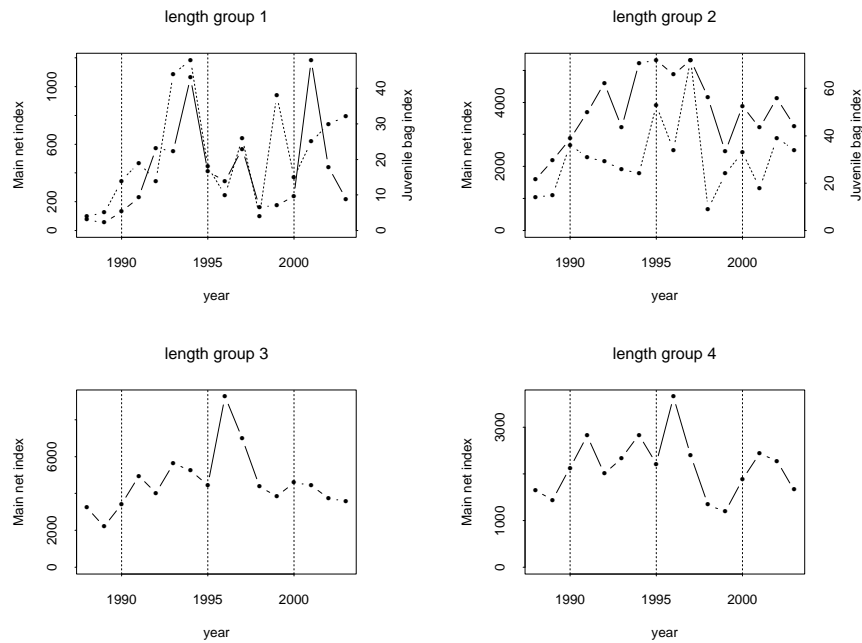 length group 1
Main net index
0 200 600 1000
Juvenile bag index
0 10 20 30 40
1990 1995 2000
year
length group 2
Main net index
0 2000 4000
Juvenile bag index
0 20 40 60
1990 1995 2000
year
length group 3
Main net index
0 2000 6000
1990 1995 2000
year
length group 4
Main net index
0 1000 3000
1990 1995 2000
year